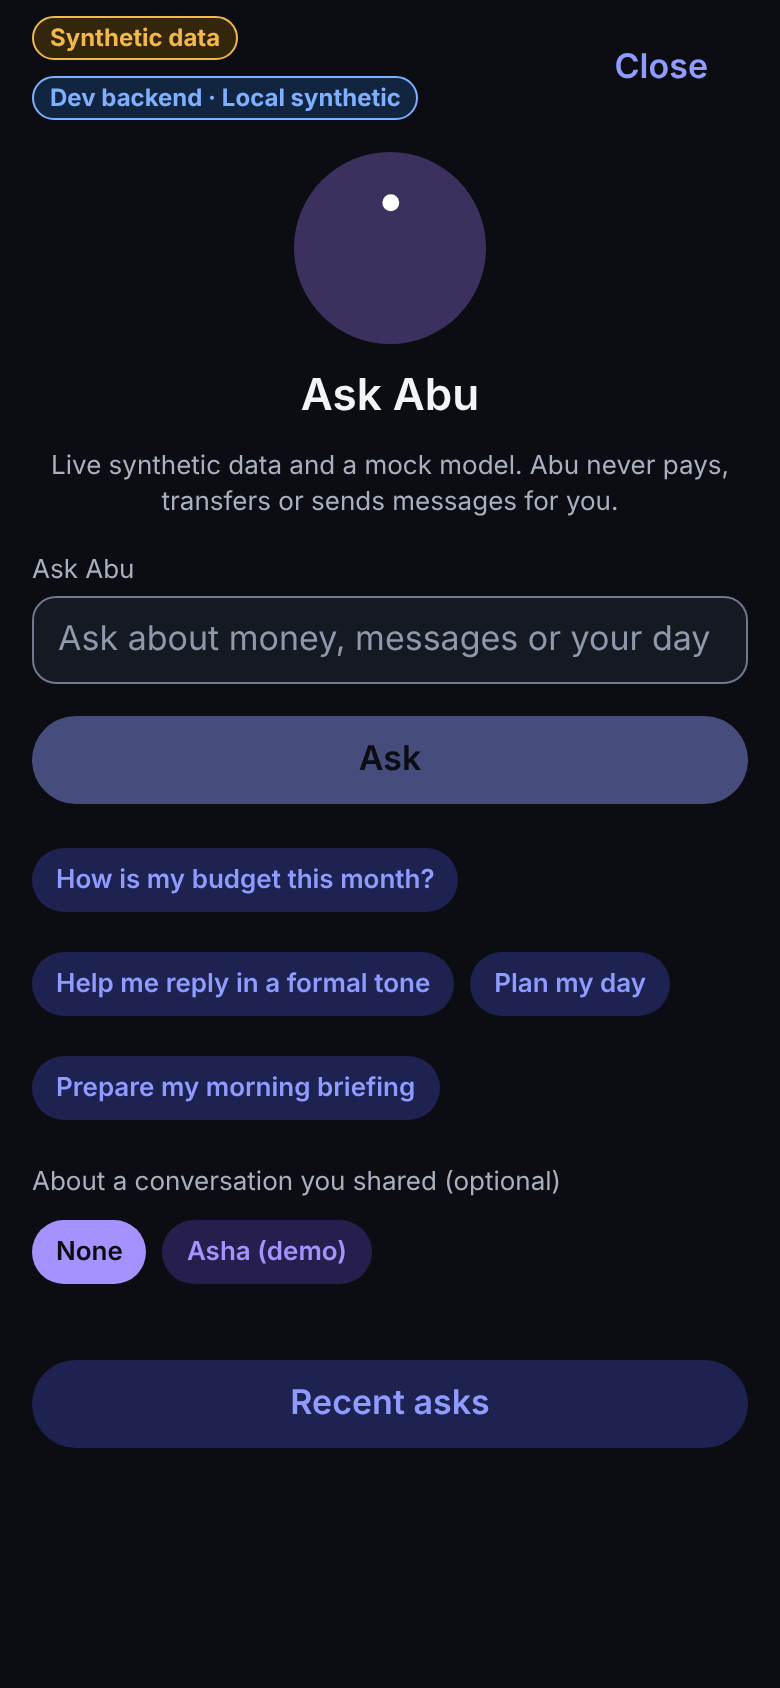 Synthetic data
Close
Dev backend · Local synthetic
Ask Abu
Live synthetic data and a mock model. Abu never pays,
transfers or sends messages for you.
Ask Abu
Ask about money, messages or your day
Ask
How is my budget this month?
Help me reply in a formal tone
Plan my day
Prepare my morning briefing
About a conversation you shared (optional)
None
Asha (demo)
Recent asks